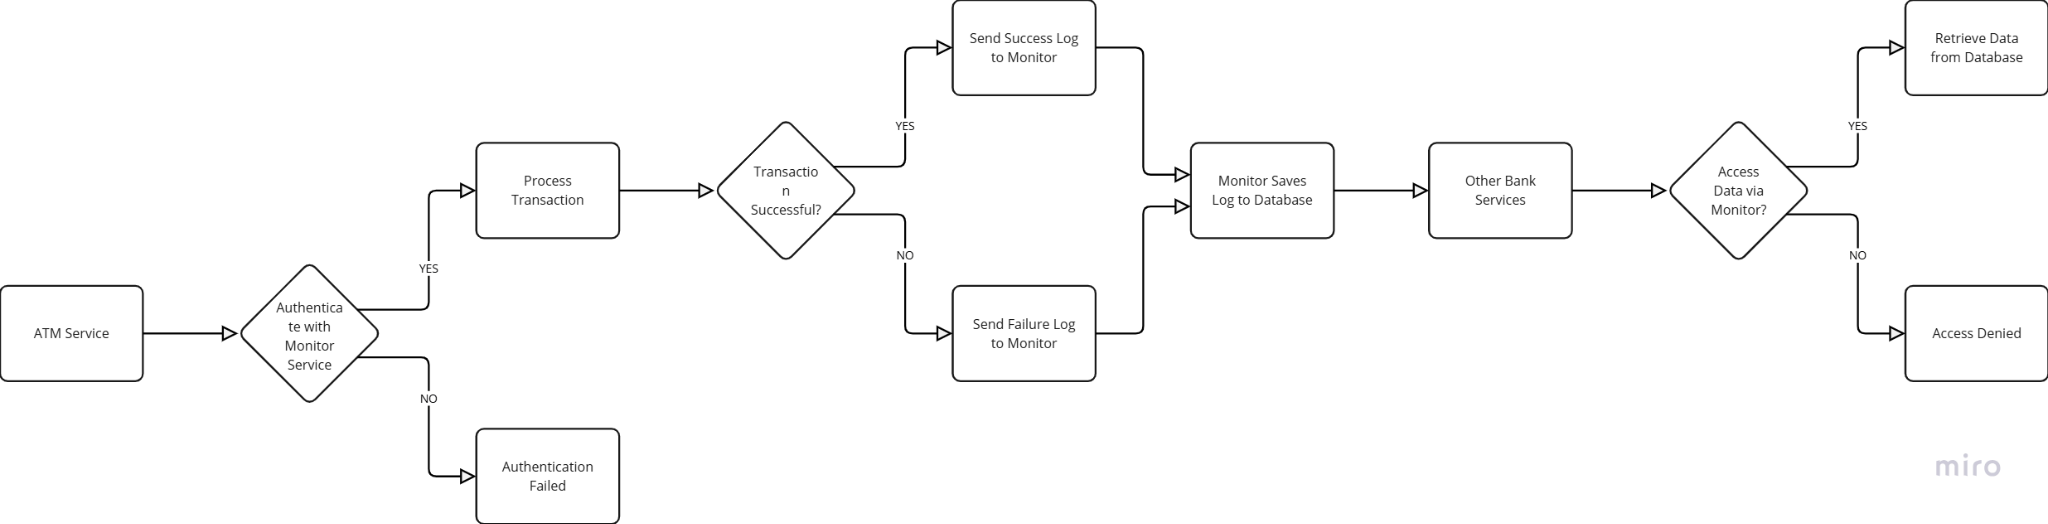 ATM Service
Authentica
te with
Monitor
Service
YES
NO
Process
Transaction
Authentication
Failed
Transactio
n
Successful?
YES
NO
Send Success Log
to Monitor
Send Failure Log
to Monitor
Monitor Saves
Log to Database
Other Bank
Services
Access
Data via
Monitor?
YES
NO
Retrieve Data
from Database
Access Denied
miro